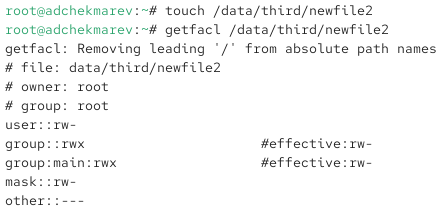 root@adchekmarev:~# touch /data/third/newfile2
root@adchekmarev:~# getfacl /data/third/newfile2
getfacl: Removing leading '/' from absolute path names
# file: data/third/newfile2
# owner: root
# group: root
user::rw-
group::rwx                      #effective:rw-
group:main:rwx                  #effective:rw-
mask::rw-
other::---